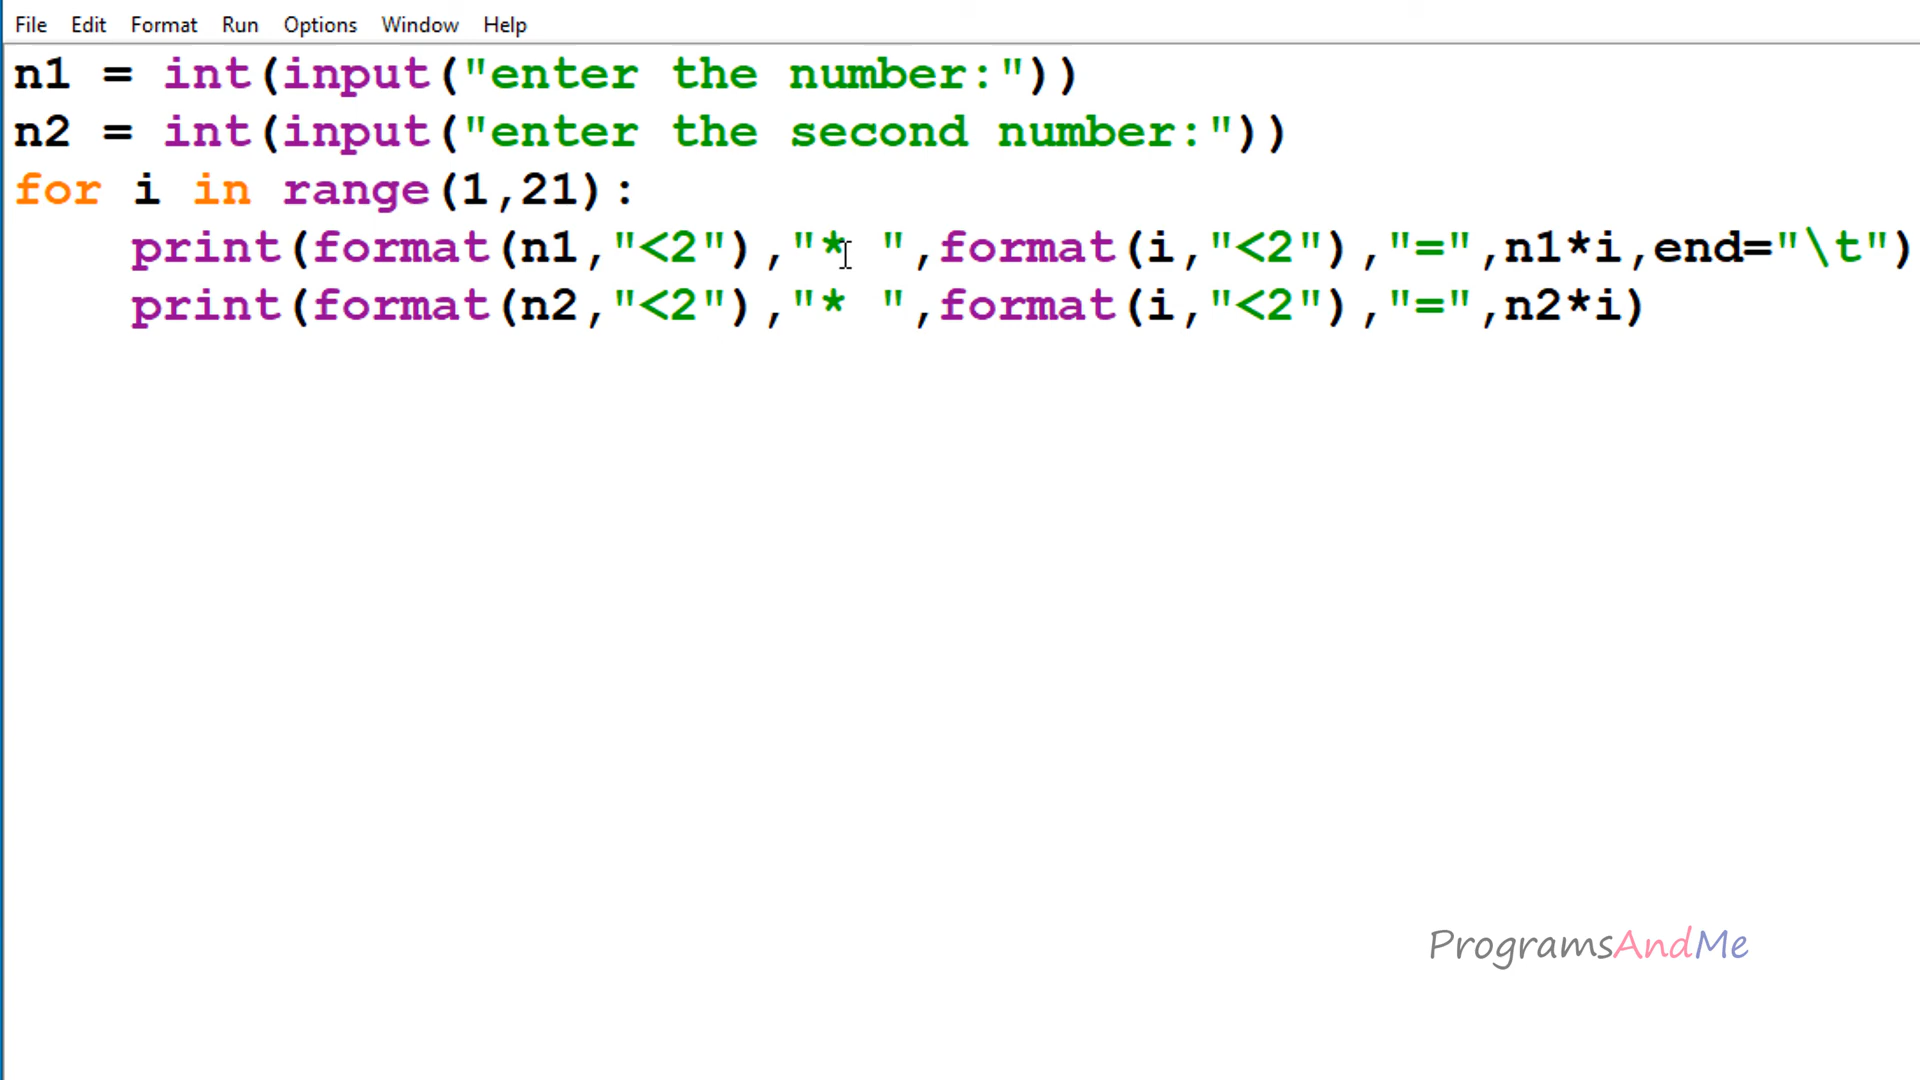 File Edit Format Run Options Window Help
n1 = int(input("enter the number:"))
n2 = int(input("enter the second number:"))
for i in range(1,21):
    print(format(n1,"<2"),"* ",format(i,"<2"),"=",n1*i,end="\t")
    print(format(n2,"<2"),"* ",format(i,"<2"),"=",n2*i)
ProgramsAndMe